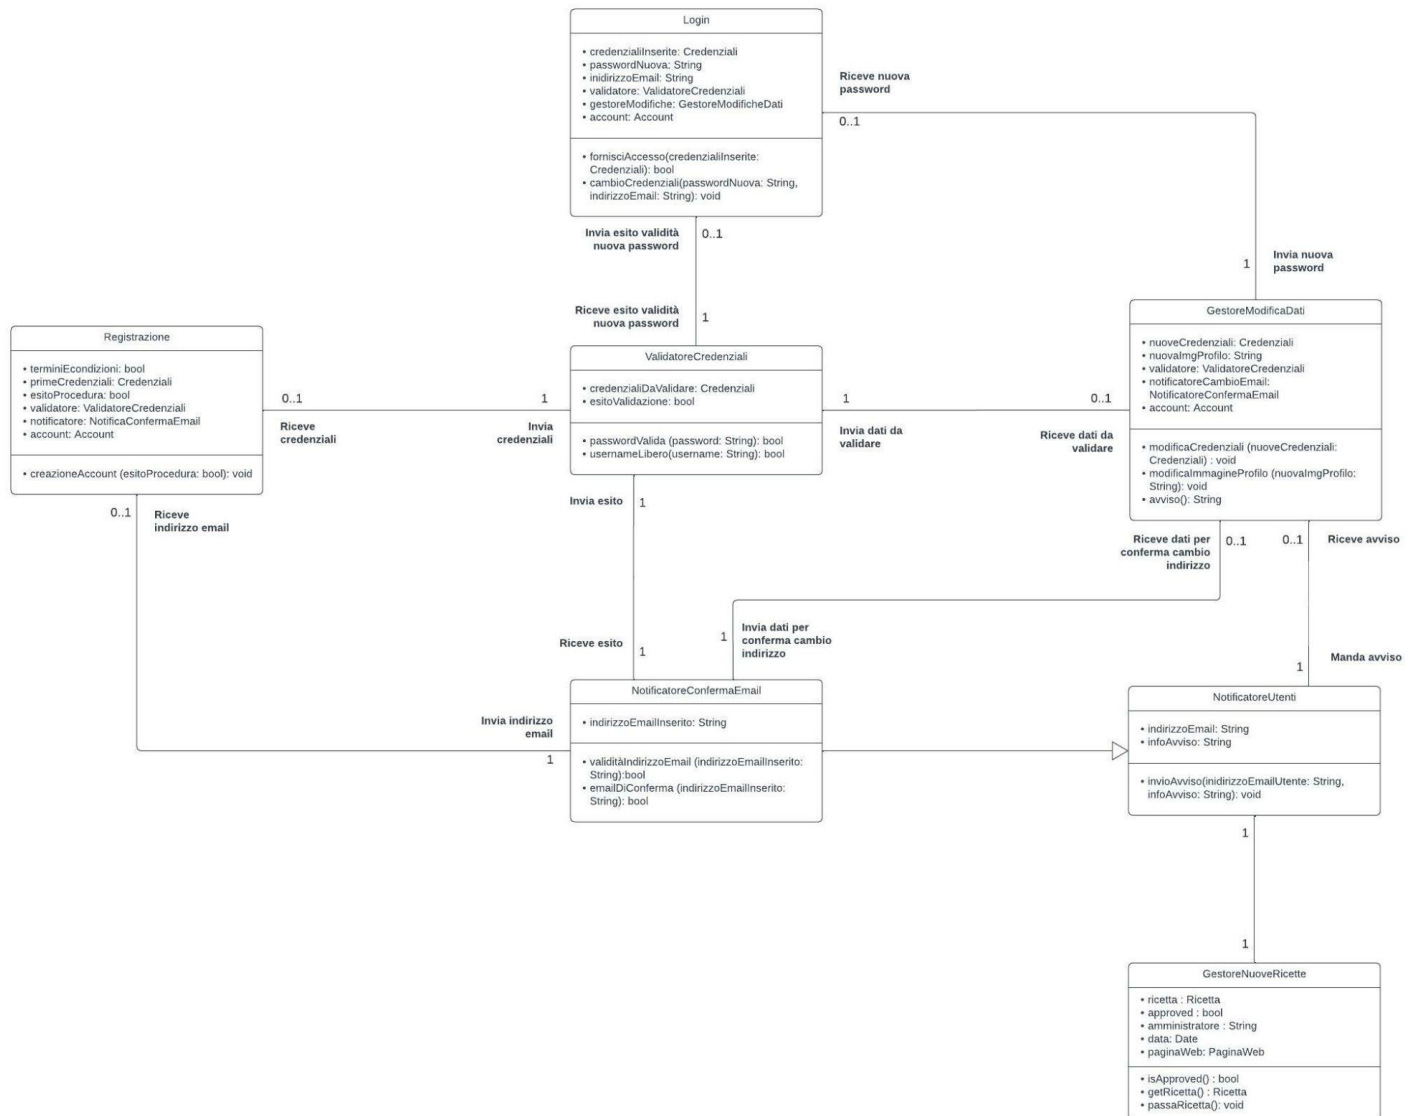 Login
• credenzialiInserite: Credenziali
• passwordNuova: String
• inidirizzoEmail: String
• validatore: ValidatoreCredenziali
• gestoreModifiche: GestoreModificheDati
• account: Account
• fornisciAccesso(credenzialiInserite:
Credenziali): bool
• cambioCredenziali(passwordNuova: String,
indirizzoEmail: String): void
Riceve nuova
password
0..1
Invia esito validità
nuova password
0..1
Invia nuova
password
1
Riceve esito validità
nuova password
1
Registrazione
• terminiEcondizioni: bool
• primeCredenziali: Credenziali
• esitoProcedura: bool
• validatore: ValidatoreCredenziali
• notificatore: NotificaConfermaEmail
• account: Account
• creazioneAccount (esitoProcedura: bool): void
0..1
Riceve
credenziali
1
Invia
credenziali
ValidatoreCredenziali
• credenzialiDaValidare: Credenziali
• esitoValidazione: bool
• passwordValida (password: String): bool
• usernameLibero(username: String): bool
1
Invia dati da
validare
0..1
Riceve dati da
validare
GestoreModificaDati
• nuoveCredenziali: Credenziali
• nuovaImgProfilo: String
• validatore: ValidatoreCredenziali
• notificatoreCambioEmail:
NotificatoreConfermaEmail
• account: Account
• modificaCredenziali (nuoveCredenziali:
Credenziali) : void
• modificaImmagineProfilo (nuovaImgProfilo:
String): void
• avviso(): String
0..1
Riceve
indirizzo email
Invia esito
1
Riceve dati per
conferma cambio
indirizzo
0..1
0..1
Riceve avviso
Riceve esito
1
1
Invia dati per
conferma cambio
indirizzo
Manda avviso
1
Invia indirizzo
email
1
NotificatoreConfermaEmail
• indirizzoEmailInserito: String
• validitàIndirizzoEmail (indirizzoEmailInserito:
String):bool
• emailDiConferma (indirizzoEmailInserito:
String): bool
NotificatoreUtenti
• indirizzoEmail: String
• infoAvviso: String
• invioAvviso(inidirizzoEmailUtente: String,
infoAvviso: String): void
1
1
GestoreNuoveRicette
• ricetta : Ricetta
• approved : bool
• amministratore : String
• data: Date
• paginaWeb: PaginaWeb
• isApproved() : bool
• getRicetta() : Ricetta
• passaRicetta(): void